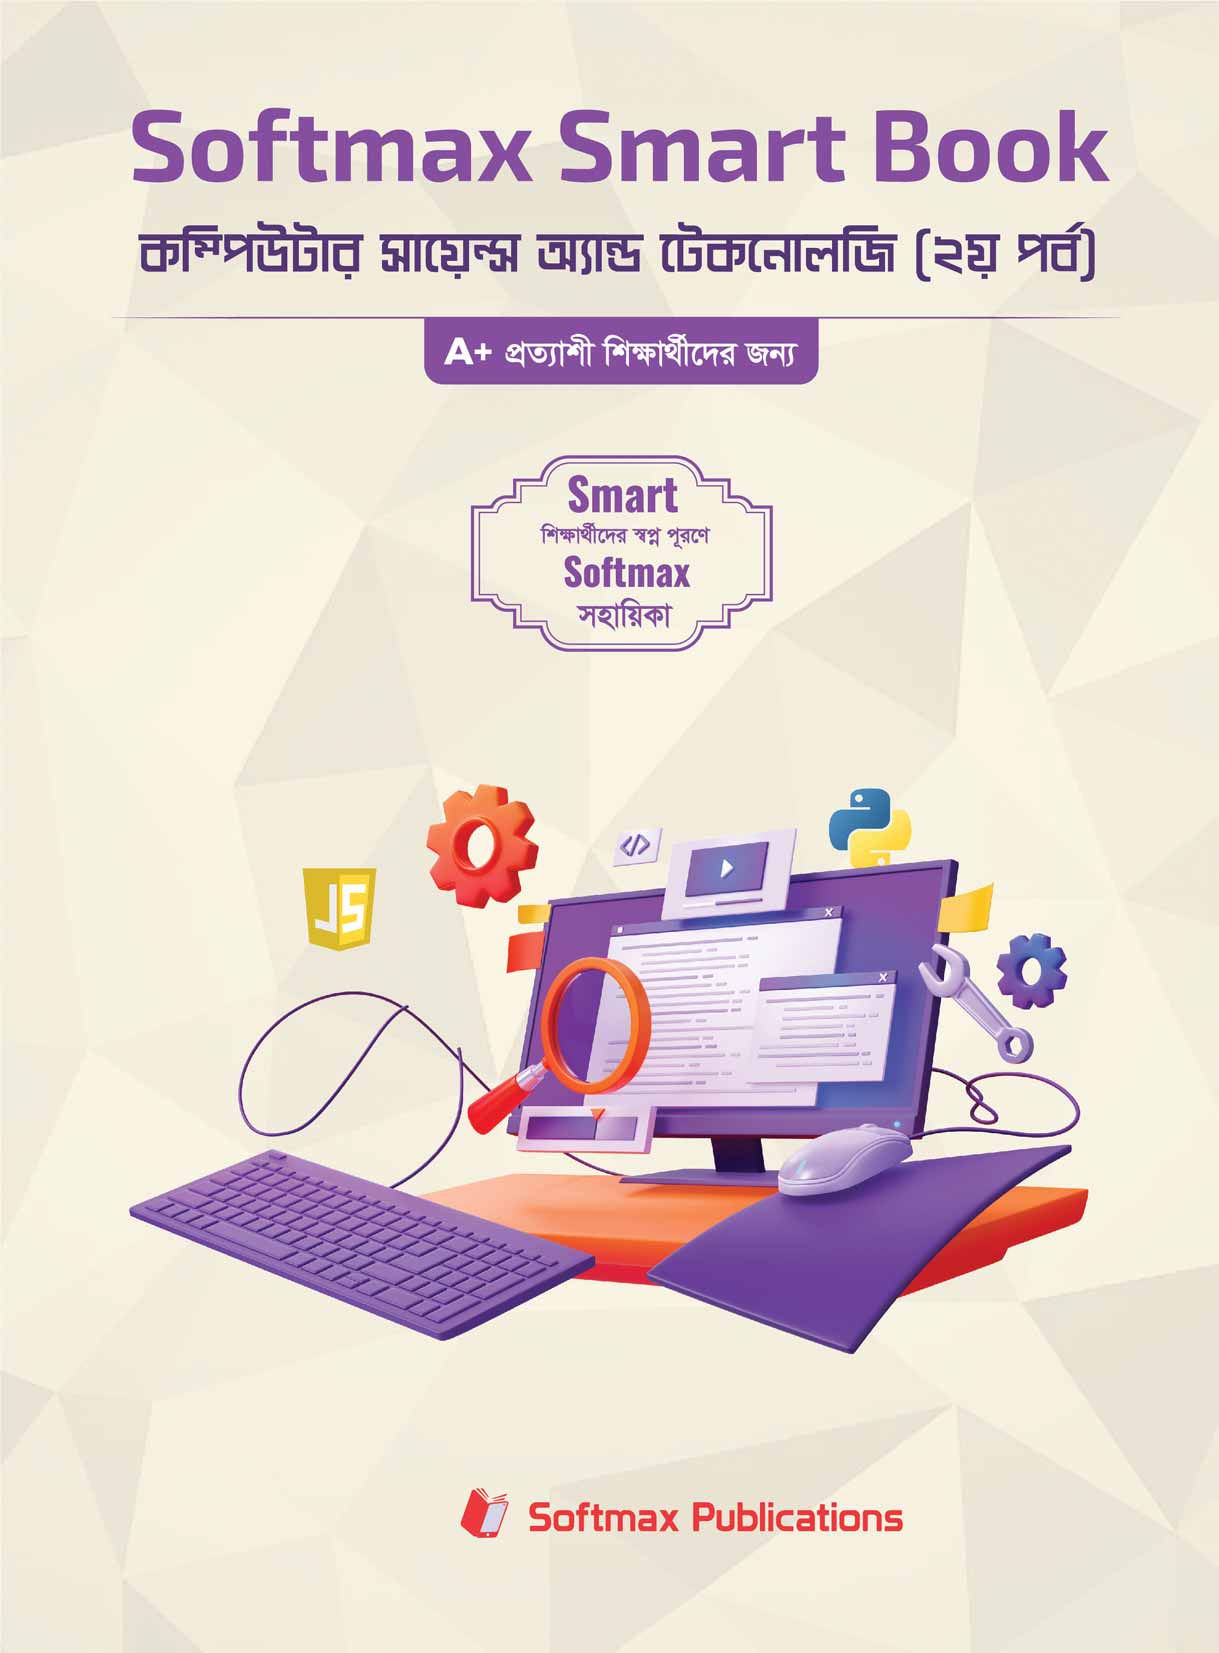 Softmax Smart Book
কম্পিউটার সায়েন্স অ্যান্ড টেকনোলজি (২য় পর্ব)
A+ প্রত্যাশী শিক্ষার্থীদের জন্য
Smart
শিক্ষার্থীদের স্বপ্ন পূরণে
Softmax
সহায়িকা
</>
JS
x
x
Softmax Publications